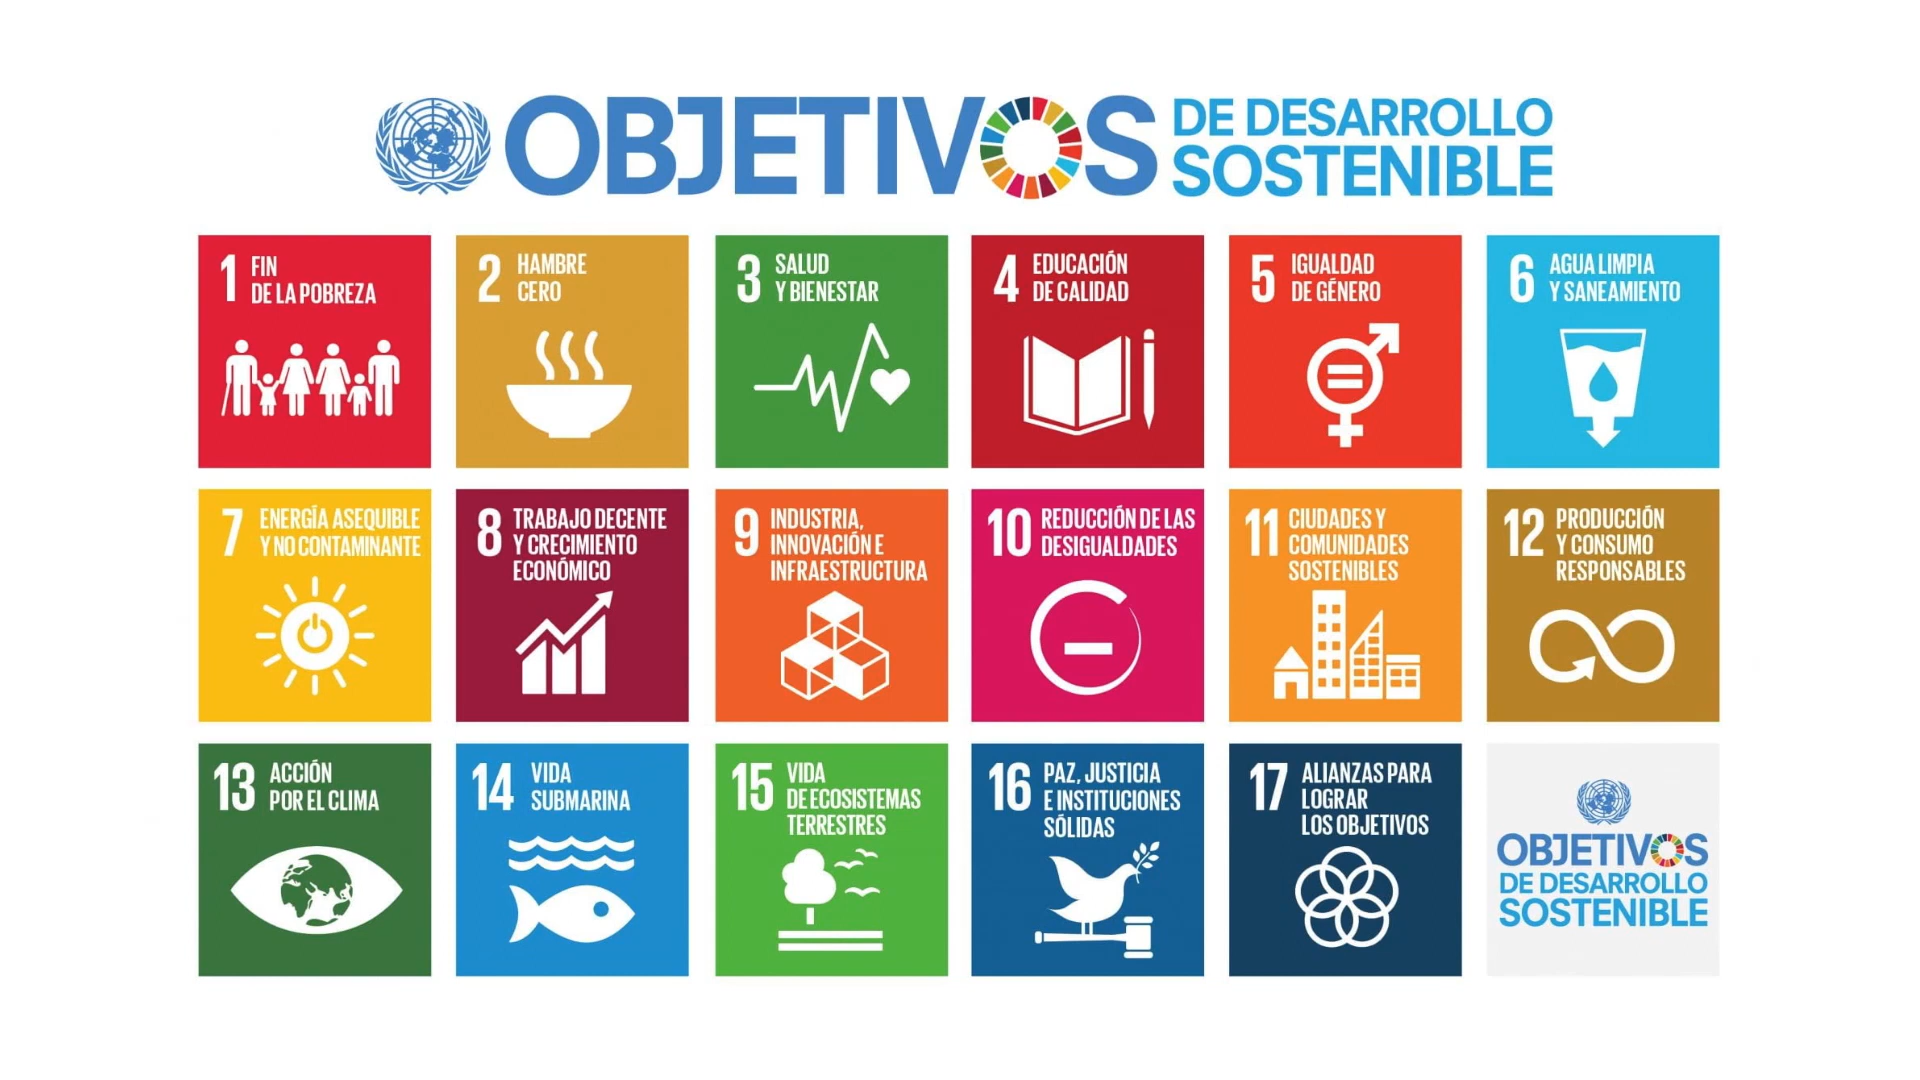 OBJETIVOS
DE DESARROLLO
SOSTENIBLE
1 FIN
DE LA POBREZA
2 HAMBRE
CERO
3 SALUD
Y BIENESTAR
4 EDUCACIÓN
DE CALIDAD
5 IGUALDAD
DE GÉNERO
6 AGUA LIMPIA
Y SANEAMIENTO
7 ENERGÍA ASEQUIBLE
Y NO CONTAMINANTE
8 TRABAJO DECENTE
Y CRECIMIENTO
ECONÓMICO
9 INDUSTRIA,
INNOVACIÓN E
INFRAESTRUCTURA
10 REDUCCIÓN DE LAS
DESIGUALDADES
11 CIUDADES Y
COMUNIDADES
SOSTENIBLES
12 PRODUCCIÓN
Y CONSUMO
RESPONSABLES
13 ACCIÓN
POR EL CLIMA
14 VIDA
SUBMARINA
15 VIDA
DE ECOSISTEMAS
TERRESTRES
16 PAZ, JUSTICIA
E INSTITUCIONES
SÓLIDAS
17 ALIANZAS PARA
LOGRAR
LOS OBJETIVOS
OBJETIVOS
DE DESARROLLO
SOSTENIBLE